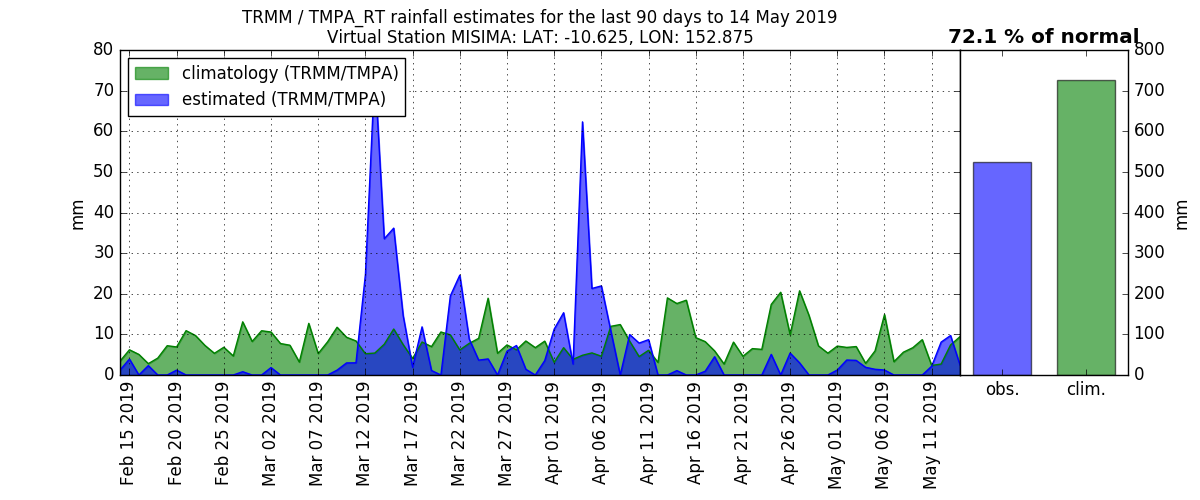 TRMM / TMPA_RT rainfall estimates for the last 90 days to 14 May 2019
Virtual Station MISIMA: LAT: -10.625, LON: 152.875
72.1 % of normal
climatology (TRMM/TMPA)
estimated (TRMM/TMPA)
mm
80
70
60
50
40
30
20
10
0
Feb 15 2019
Feb 20 2019
Feb 25 2019
Mar 02 2019
Mar 07 2019
Mar 12 2019
Mar 17 2019
Mar 22 2019
Mar 27 2019
Apr 01 2019
Apr 06 2019
Apr 11 2019
Apr 16 2019
Apr 21 2019
Apr 26 2019
May 01 2019
May 06 2019
May 11 2019
obs.
clim.
800
700
600
500
400
300
200
100
0
mm